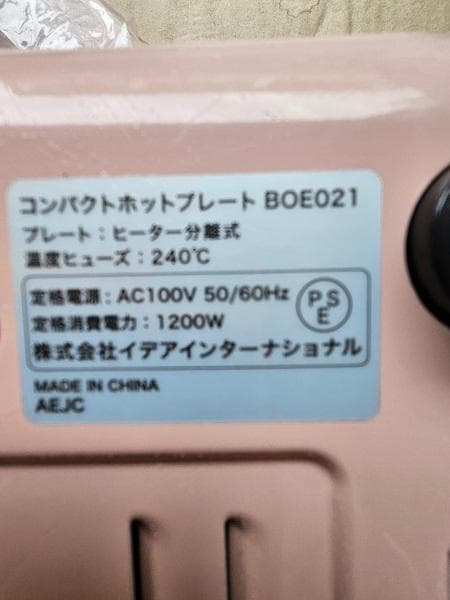 コンパクトホットプレート BOE021
プレート：ヒーター分離式
温度ヒューズ：240℃
定格電源：AC100V 50/60Hz
定格消費電力：1200W
PSE
株式会社イデアインターナショナル
MADE IN CHINA
AEJC